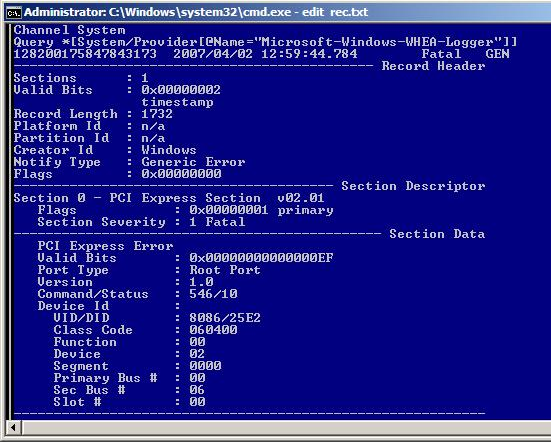 Administrator C:\Windows\system32\cmd.exe - edit rec.txt
Channel System
Query *[System/Provider[@Name="Microsoft-Windows-WHEA-Logger"]]
128200175847843173 2007/04/02 12:59:44.784 Fatal GEN
----------------------------------------------- Record Header
Sections : 1
Valid Bits : 0x00000002
timestamp
Record Length : 1732
Platform Id : n/a
Partition Id : n/a
Creator Id : Windows
Notify Type : Generic Error
Flags : 0x00000000
------------------------------------------ Section Descriptor
Section 0 - PCI Express Section v02.01
Flags : 0x00000001 primary
Section Severity : 1 Fatal
------------------------------------------------ Section Data
PCI Express Error
Valid Bits : 0x00000000000000EF
Port Type : Root Port
Version : 1.0
Command/Status : 546/10
Device Id :
VID/DID : 8086/25E2
Class Code : 060400
Function : 00
Device : 02
Segment : 0000
Primary Bus # : 00
Sec Bus # : 06
Slot # : 00
-------------------------------------------------------------